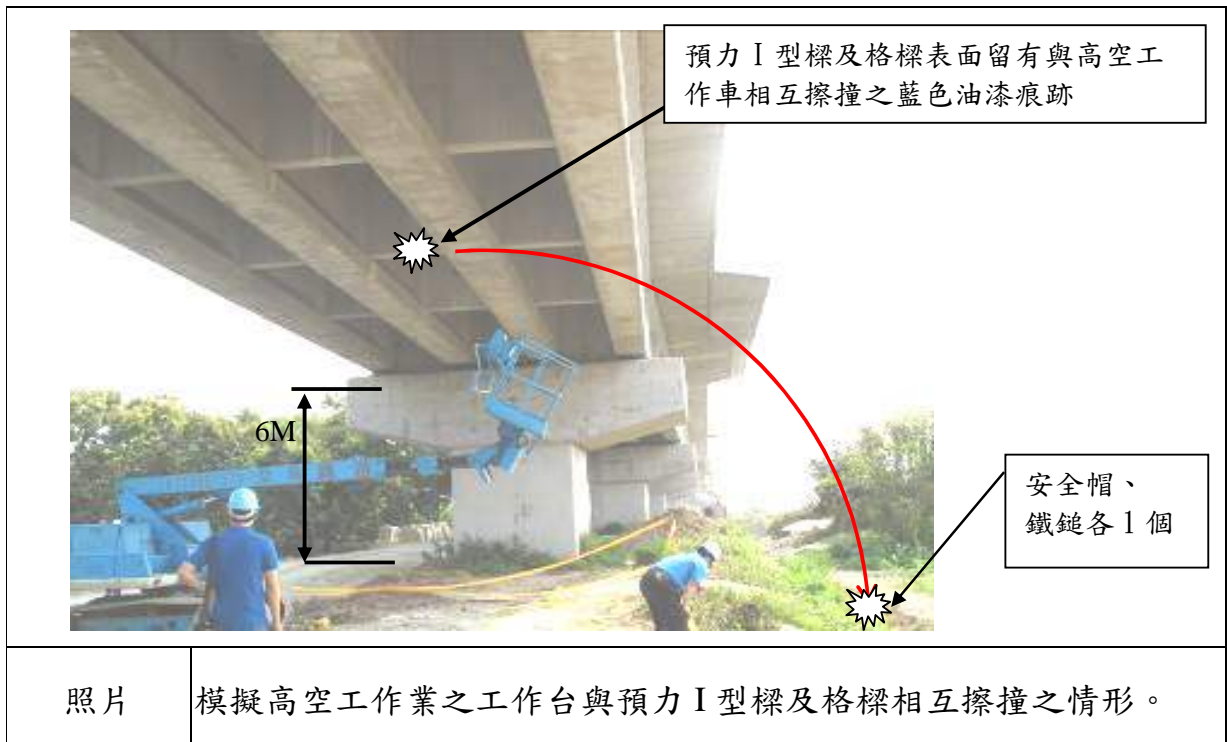 預力 I 型樑及格樑表面留有與高空工
作車相互擦撞之藍色油漆痕跡
6M
安全帽、
鐵鎚各 1 個
照片
模擬高空工作業之工作台與預力 I 型樑及格樑相互擦撞之情形。